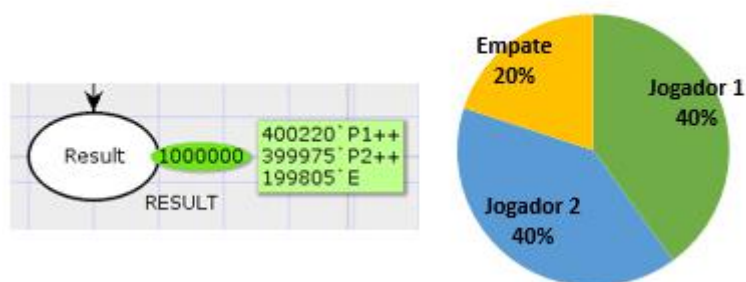 Result
1000000
400220`P1++
399975`P2++
199805`E
RESULT
Empate
20%
Jogador 1
40%
Jogador 2
40%